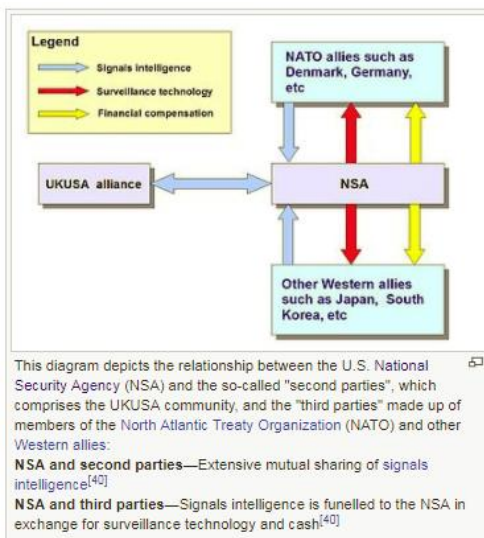 Legend
Signals intelligence
Surveillance technology
Financial compensation
NATO allies such as
Denmark, Germany,
etc
UKUSA alliance
NSA
Other Western allies
such as Japan, South
Korea, etc
This diagram depicts the relationship between the U.S. National
Security Agency (NSA) and the so-called "second parties", which
comprises the UKUSA community, and the "third parties" made up of
members of the North Atlantic Treaty Organization (NATO) and other
Western allies:
NSA and second parties—Extensive mutual sharing of signals
intelligence[40]
NSA and third parties—Signals intelligence is funelled to the NSA in
exchange for surveillance technology and cash[40]